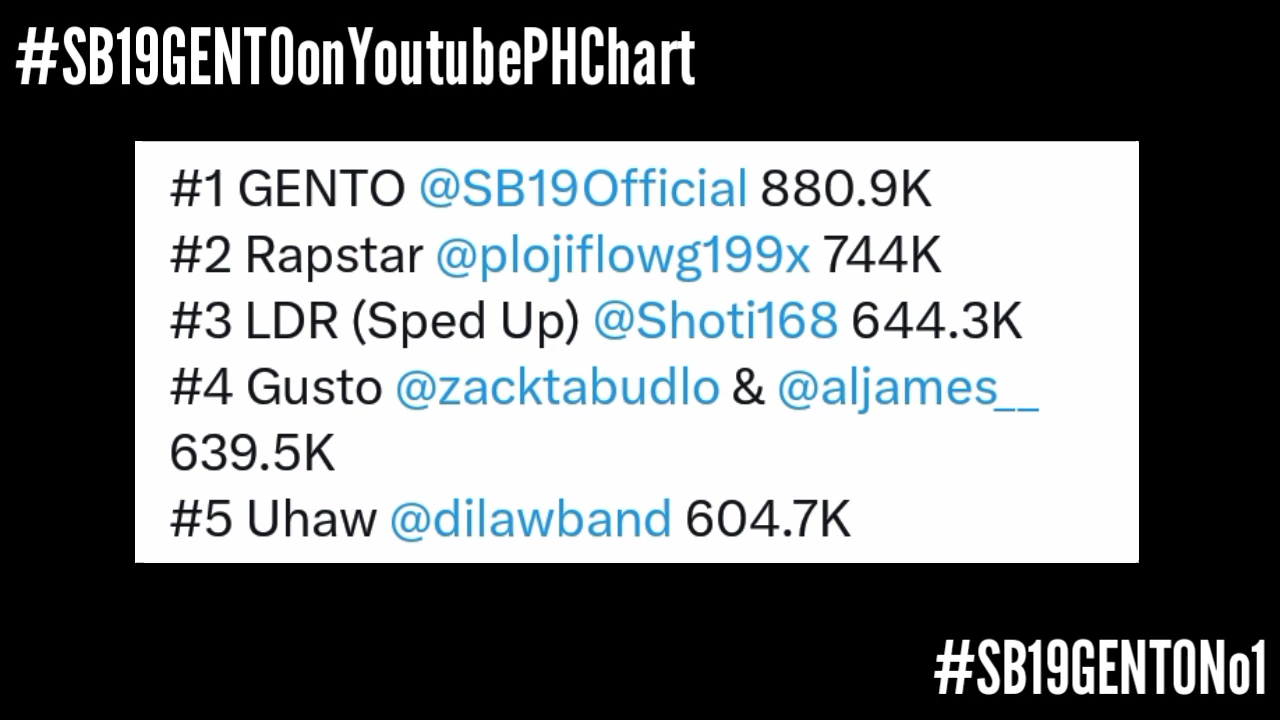 #SB19GENTOonYoutubePHChart
#1 GENTO @SB19Official 880.9K
#2 Rapstar @plojiflowg199x 744K
#3 LDR (Sped Up) @Shoti168 644.3K
#4 Gusto @zacktabudlo & @aljames__
639.5K
#5 Uhaw @dilawband 604.7K
#SB19GENTONo1